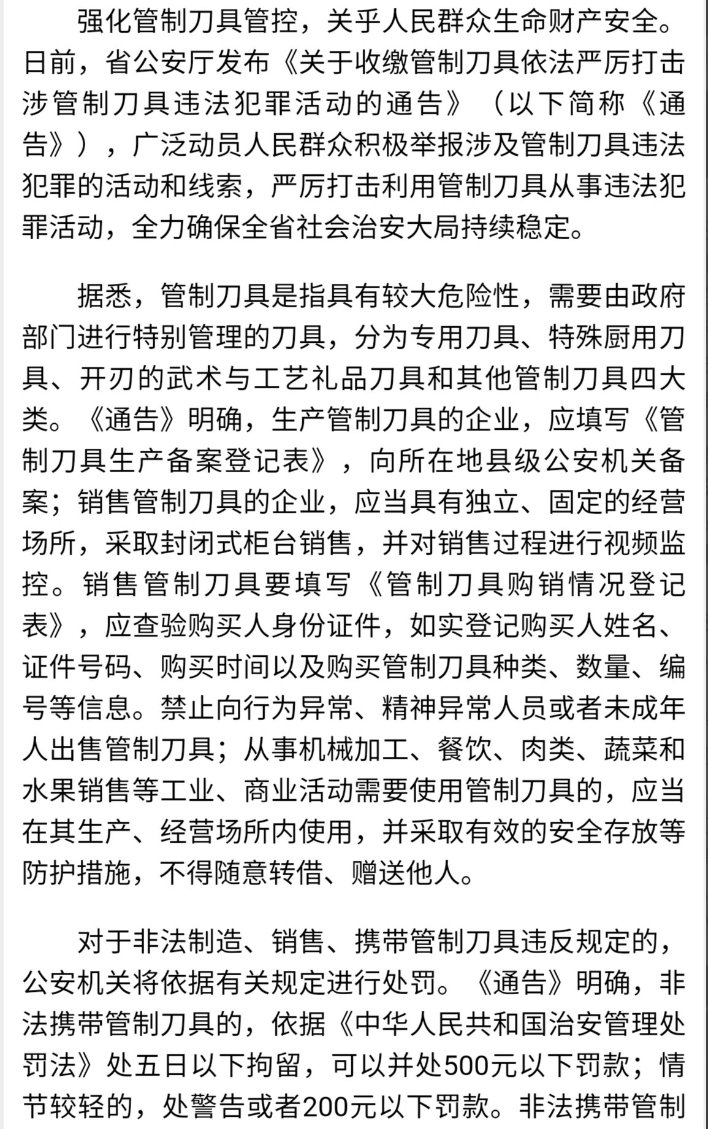 强化管制刀具管控，关乎人民群众生命财产安全。
日前，省公安厅发布《关于收缴管制刀具依法严厉打击
涉管制刀具违法犯罪活动的通告》（以下简称《通
告》），广泛动员人民群众积极举报涉及管制刀具违法
犯罪的活动和线索，严厉打击利用管制刀具从事违法犯
罪活动，全力确保全省社会治安大局持续稳定。
据悉，管制刀具是指具有较大危险性，需要由政府
部门进行特别管理的刀具，分为专用刀具、特殊厨用刀
具、开刃的武术与工艺礼品刀具和其他管制刀具四大
类。《通告》明确，生产管制刀具的企业，应填写《管
制刀具生产备案登记表》，向所在地县级公安机关备
案；销售管制刀具的企业，应当具有独立、固定的经营
场所，采取封闭式柜台销售，并对销售过程进行视频监
控。销售管制刀具要填写《管制刀具购销情况登记
表》，应查验购买人身份证件，如实登记购买人姓名、
证件号码、购买时间以及购买管制刀具种类、数量、编
号等信息。禁止向行为异常、精神异常人员或者未成年
人出售管制刀具；从事机械加工、餐饮、肉类、蔬菜和
水果销售等工业、商业活动需要使用管制刀具的，应当
在其生产、经营场所内使用，并采取有效的安全存放等
防护措施，不得随意转借、赠送他人。
对于非法制造、销售、携带管制刀具违反规定的，
公安机关将依据有关规定进行处罚。《通告》明确，非
法携带管制刀具的，依据《中华人民共和国治安管理处
罚法》处五日以下拘留，可以并处500元以下罚款；情
节较轻的，处警告或者200元以下罚款。非法携带管制